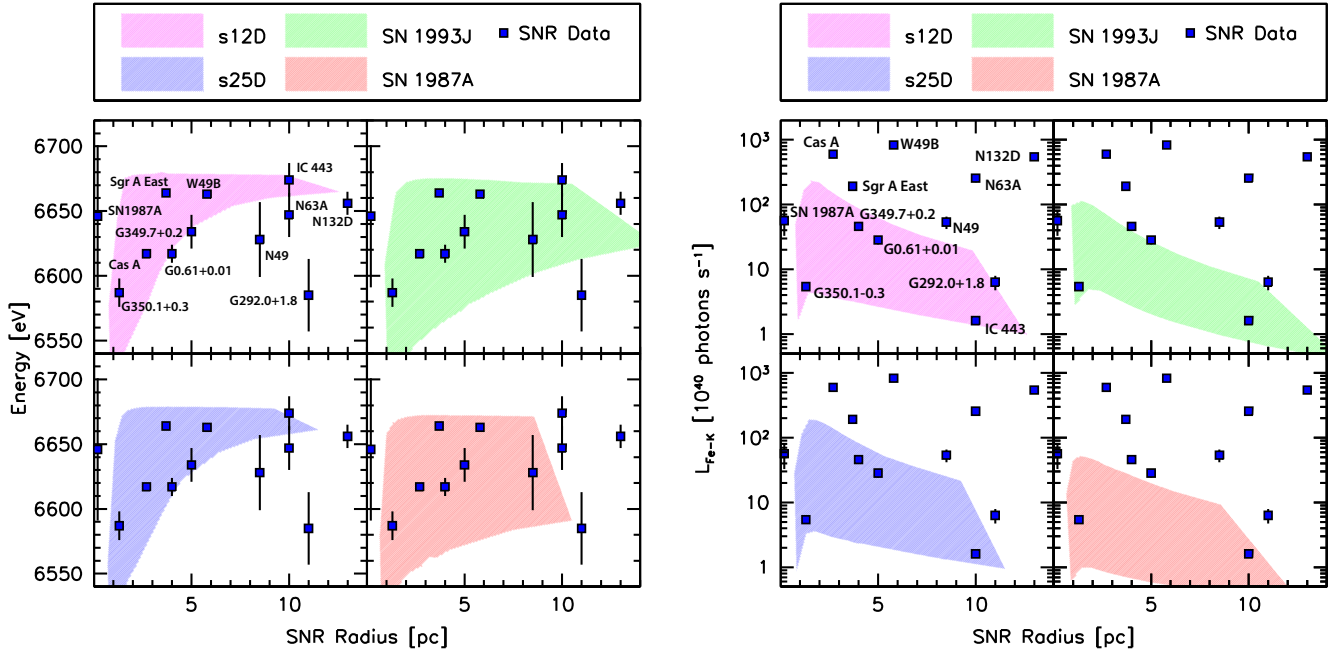 s12D SN 1993J SNR Data
s25D SN 1987A
s12D SN 1993J SNR Data
s25D SN 1987A
6700
6650
6600
6550
Sgr A East
W49B
IC 443
SN1987A
N63A
N132D
G349.7+0.2
Cas A
G0.61+0.01
N49
G350.1+0.3
G292.0+1.8
6700
6650
6600
6550
Energy [eV]
5 10 5 10
SNR Radius [pc]
10³
10²
10
1
Cas A
W49B
N132D
Sgr A East
N63A
SN 1987A
G349.7+0.2
N49
G0.61+0.01
G350.1-0.3
G292.0+1.8
IC 443
10³
10²
10
1
L_Fe-K [10⁴⁰ photons s⁻¹]
5 10 5 10
SNR Radius [pc]